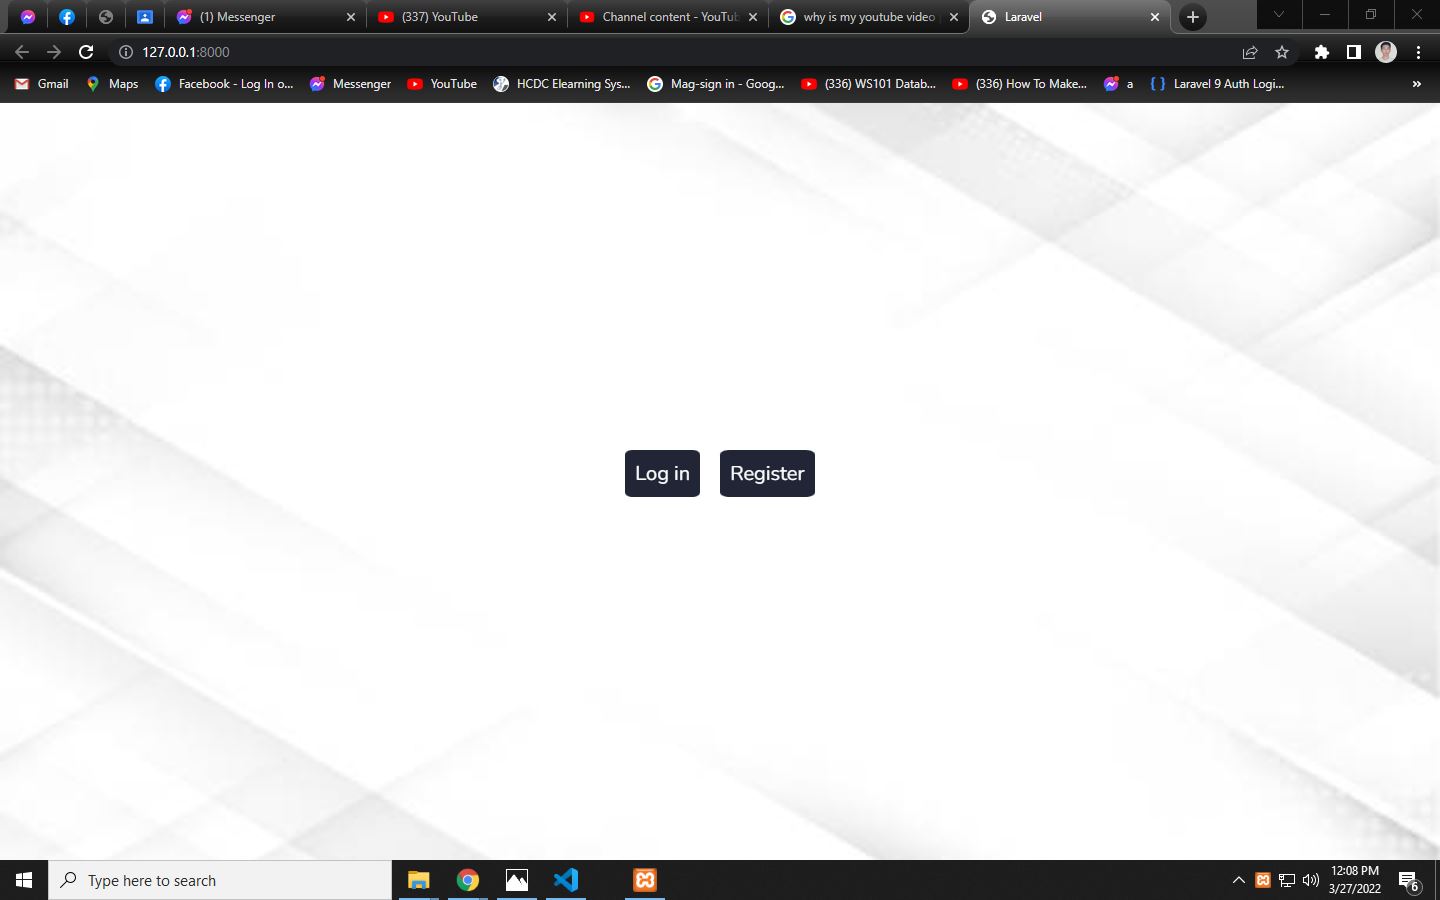 (1) Messenger
(337) YouTube
Channel content - YouTub
why is my youtube video
Laravel
127.0.0.1:8000
Gmail
Maps
Facebook - Log In o...
Messenger
YouTube
HCDC Elearning Sys...
Mag-sign in - Goog...
(336) WS101 Datab...
(336) How To Make...
a
Laravel 9 Auth Logi...
»
Log in
Register
Type here to search
12:08 PM
3/27/2022
6